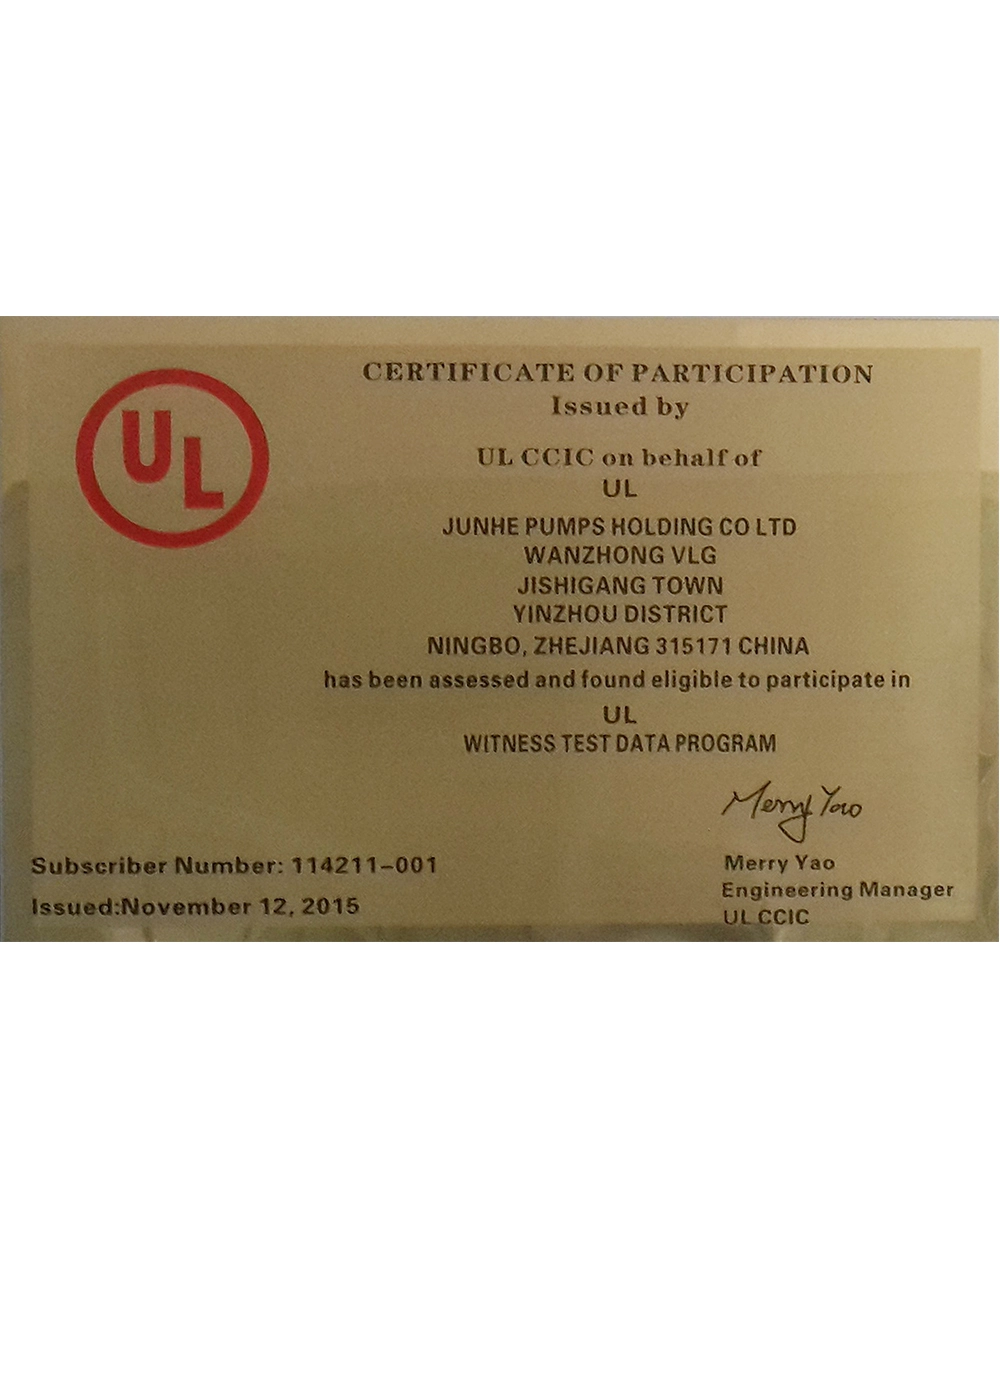 UL
CERTIFICATE OF PARTICIPATION
Issued by
UL CCIC on behalf of
UL
JUNHE PUMPS HOLDING CO LTD
WANZHONG VLG
JISHIGANG TOWN
YINZHOU DISTRICT
NINGBO, ZHEJIANG 315171 CHINA
has been assessed and found eligible to participate in
UL
WITNESS TEST DATA PROGRAM
Merry Yao
Subscriber Number: 114211-001
Issued:November 12, 2015
Merry Yao
Engineering Manager
UL CCIC